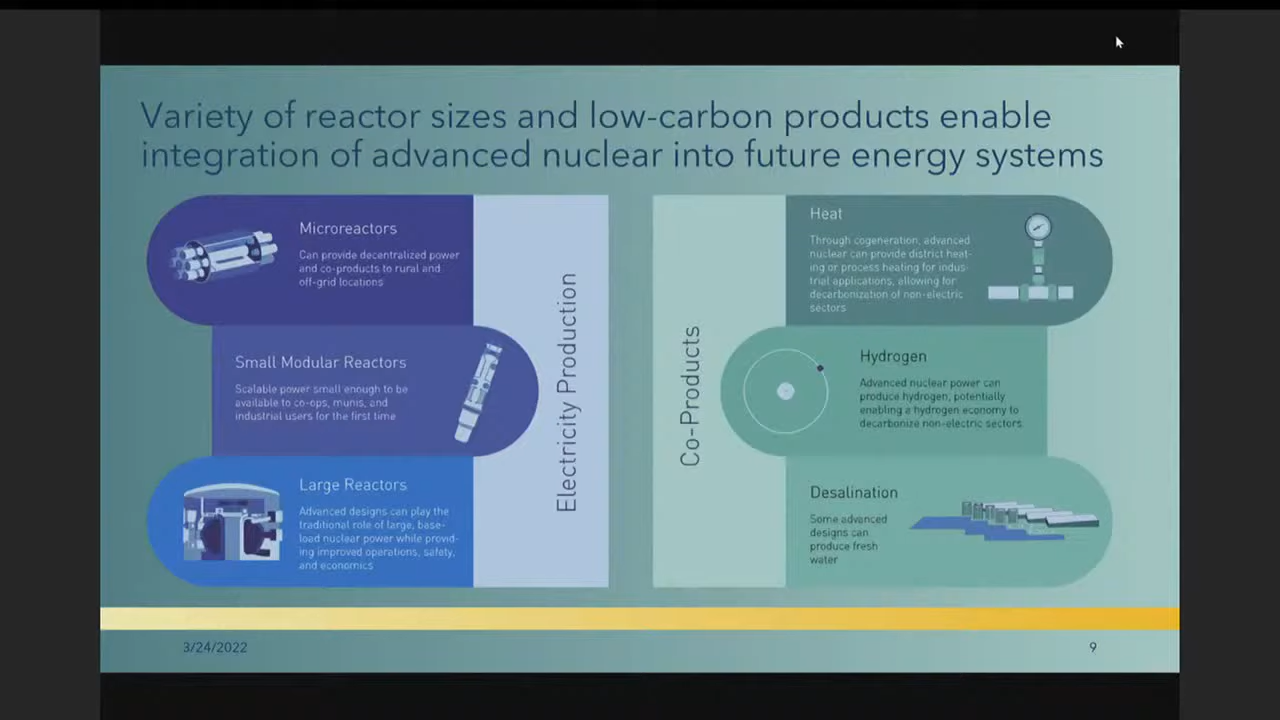 Variety of reactor sizes and low-carbon products enable
integration of advanced nuclear into future energy systems
Microreactors
Can provide decentralized power
and co-products to rural and
off-grid locations
Small Modular Reactors
Scalable power small enough to be
available to co-ops, munis, and
industrial users for the first time
Large Reactors
Advanced designs can play the
traditional role of large, base-
load nuclear power while provid-
ing improved operations, safety,
and economics
Electricity Production
Co-Products
Heat
Through cogeneration, advanced
nuclear can provide district heat-
ing or process heating for indus-
trial applications, allowing for
decarbonization of non-electric
sectors
Hydrogen
Advanced nuclear power can
produce hydrogen, potentially
enabling a hydrogen economy to
decarbonize non-electric sectors
Desalination
Some advanced
designs can
produce fresh
water
3/24/2022
9